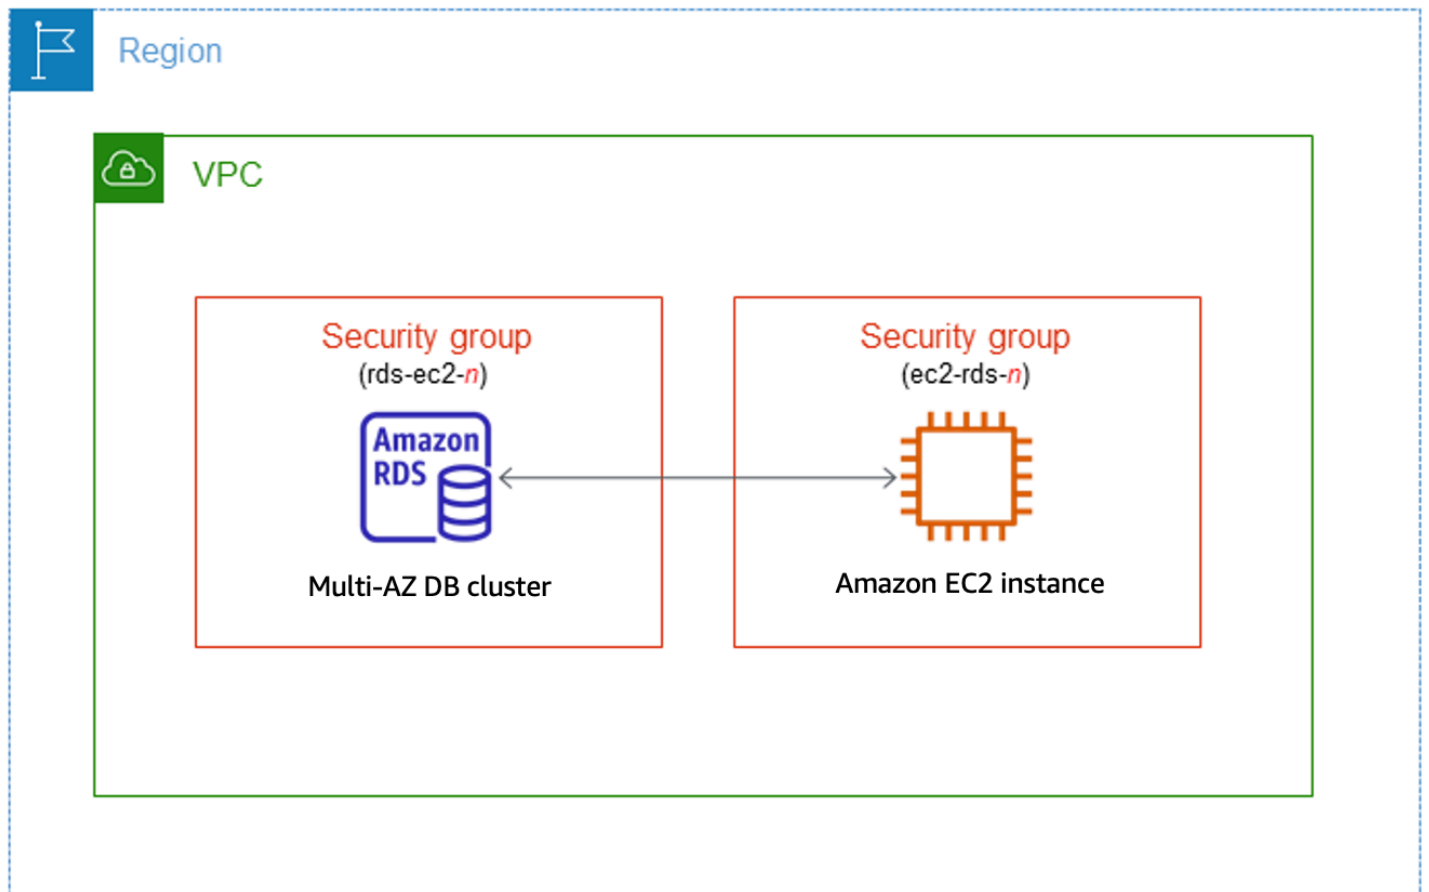 Region
VPC
Security group
(rds-ec2-n)
Amazon
RDS
Multi-AZ DB cluster
Security group
(ec2-rds-n)
Amazon EC2 instance